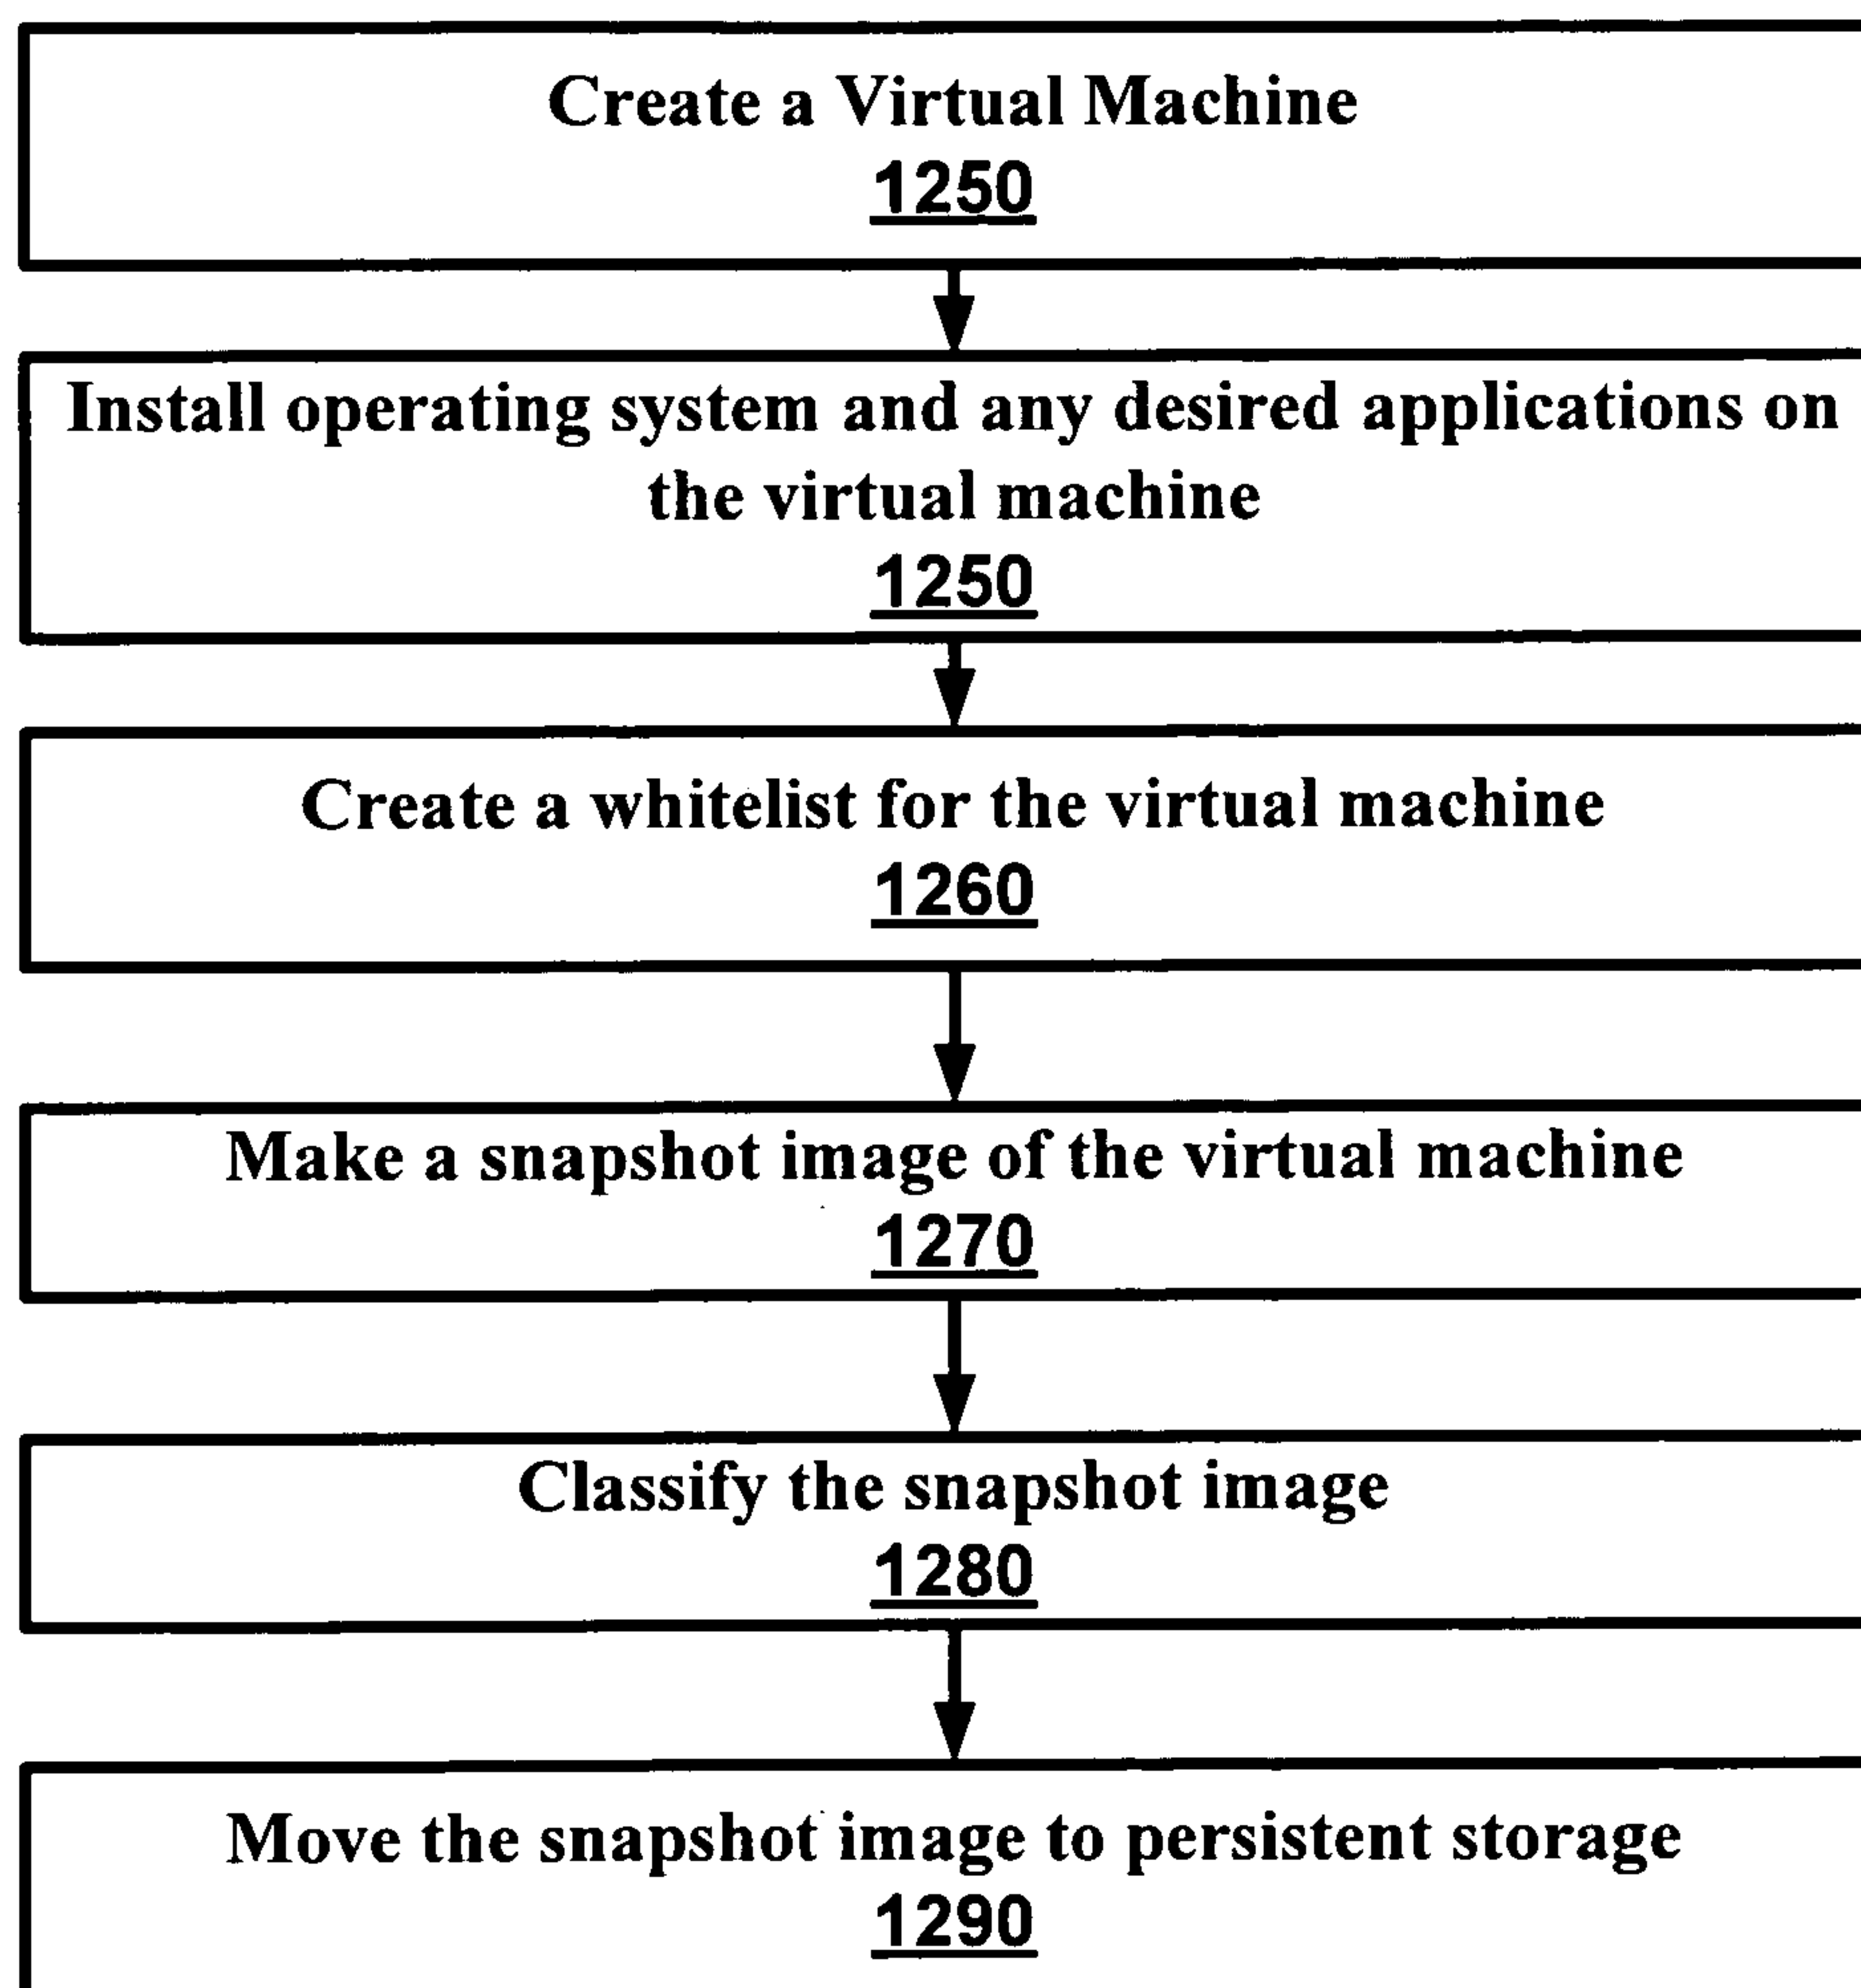 Create a Virtual Machine
1250
Install operating system and any desired applications on
the virtual machine
1250
Create a whitelist for the virtual machine
1260
Make a snapshot image of the virtual machine
1270
Classify the snapshot image
1280
Move the snapshot image to persistent storage
1290